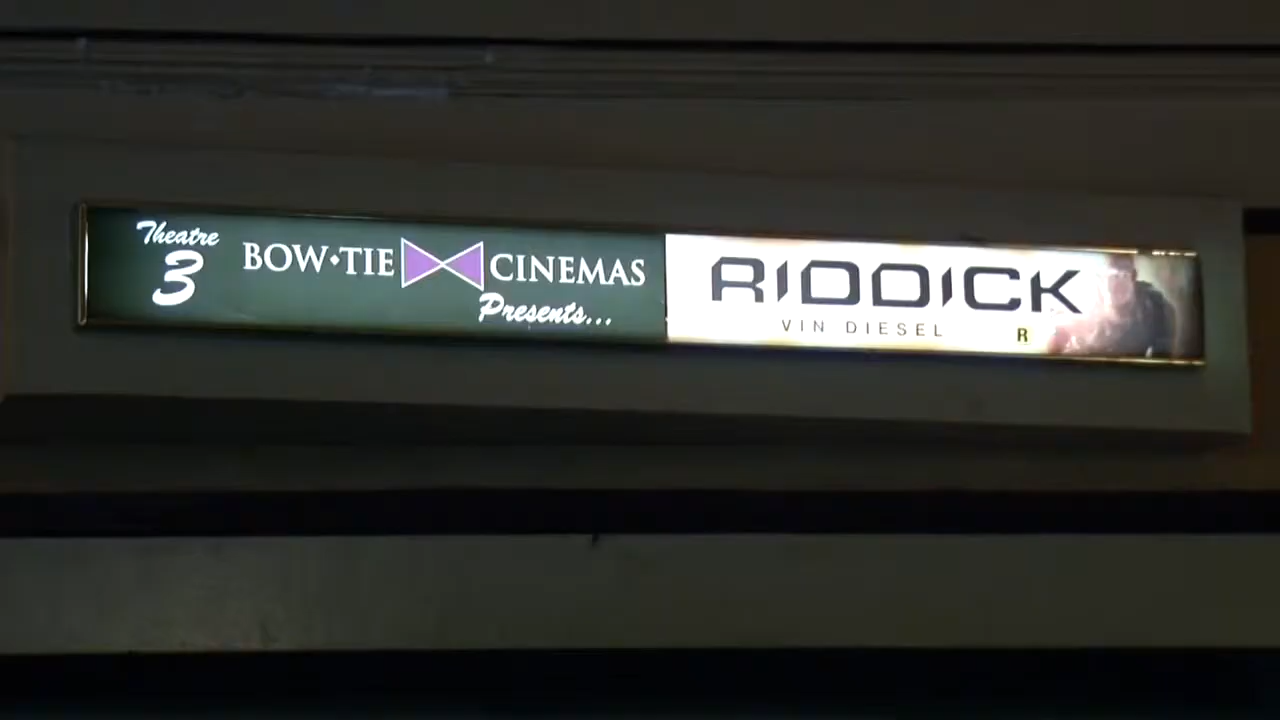 Theatre
3
BOW•TIE CINEMAS
Presents...
RIDDICK
VIN DIESEL
R